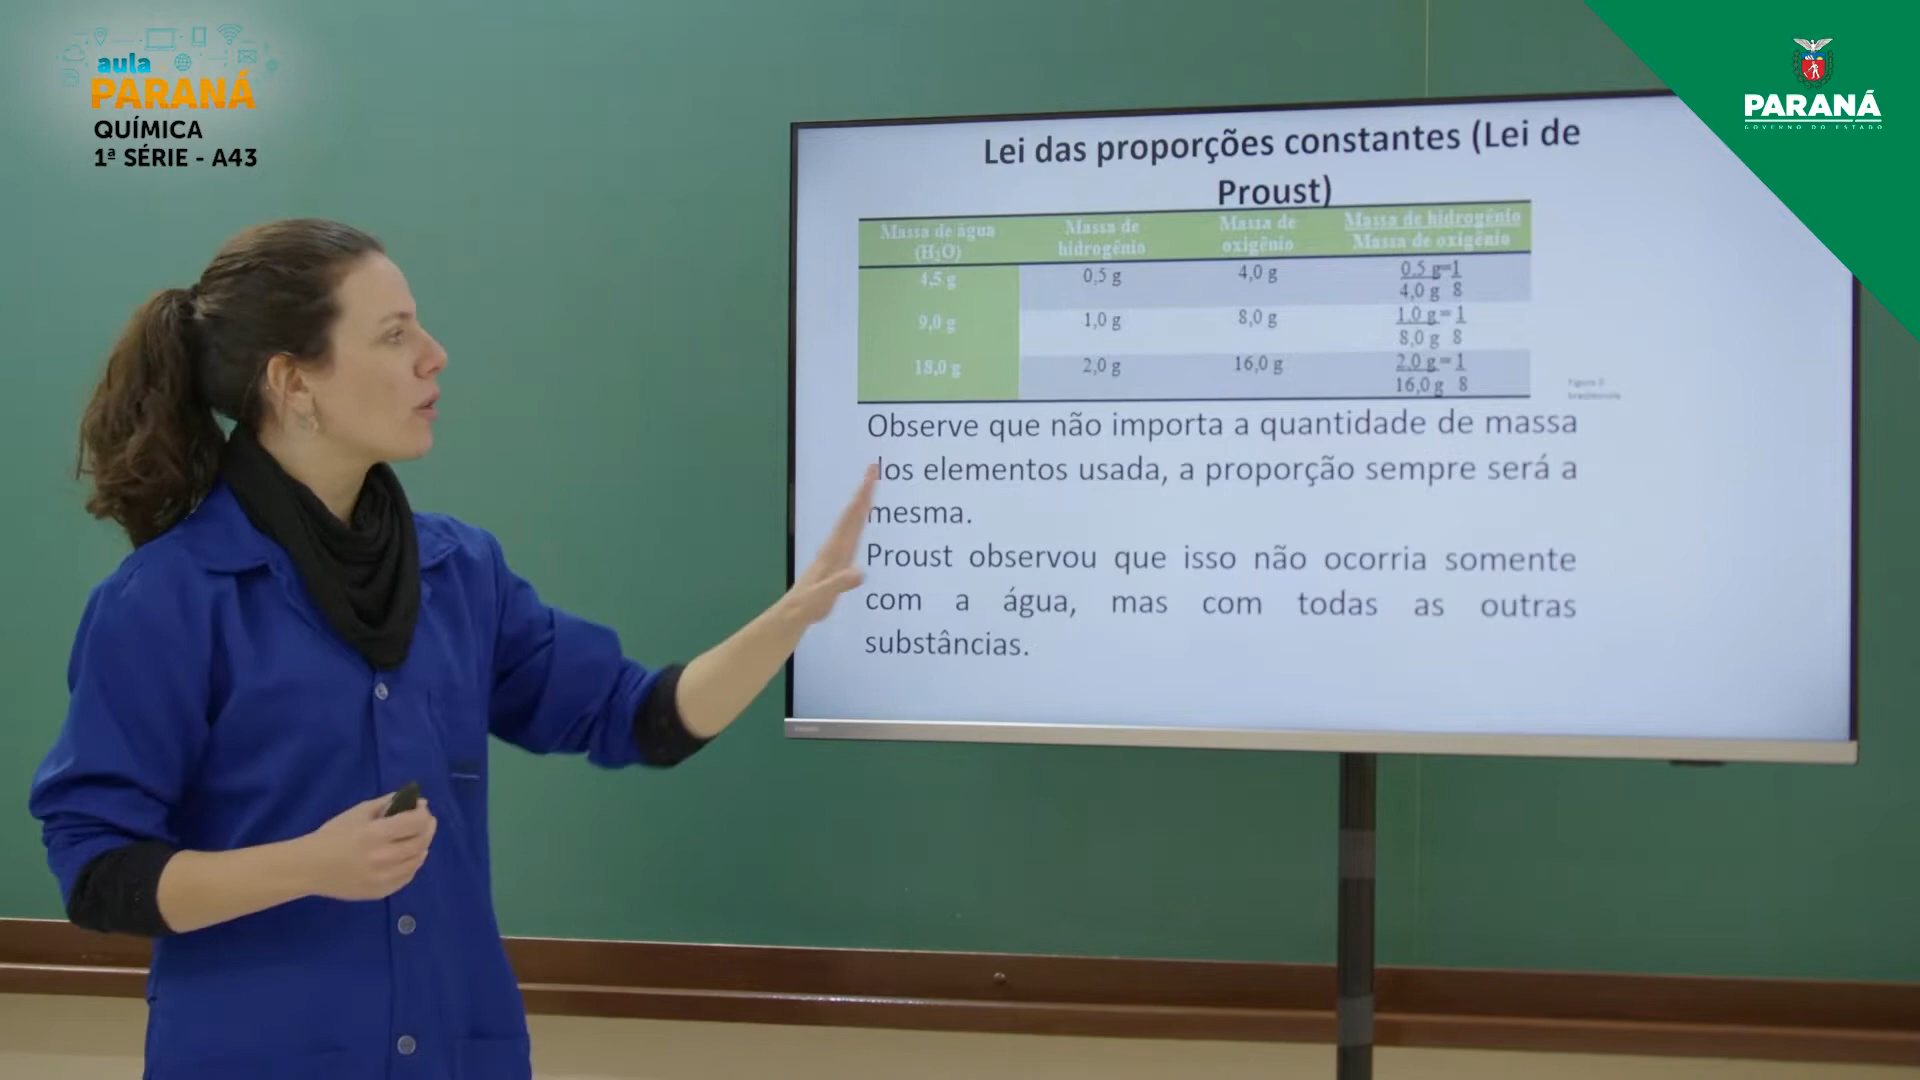 aula
PARANÁ
QUÍMICA
1ª SÉRIE - A43
PARANÁ
GOVERNO DO ESTADO
Lei das proporções constantes (Lei de
Proust)
Massa de água
(H₂O)
Massa de
hidrogênio
Massa de
oxigênio
Massa de hidrogênio
Massa de oxigênio
4,5 g
0,5 g
4,0 g
0,5 g=1
4,0 g 8
9,0 g
1,0 g
8,0 g
1,0 g= 1
8,0 g 8
18,0 g
2,0 g
16,0 g
2,0 g= 1
16,0 g 8
Observe que não importa a quantidade de massa
dos elementos usada, a proporção sempre será a
mesma.
Proust observou que isso não ocorria somente
com a água, mas com todas as outras
substâncias.